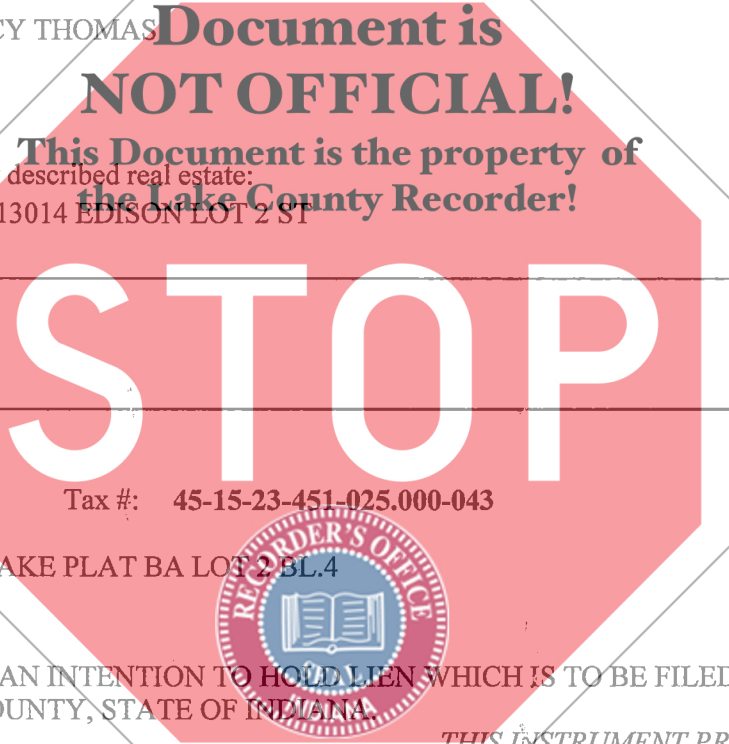 CY THOMAS
Document is
NOT OFFICIAL!
This Document is the property of
the Lake County Recorder!
described real estate:
13014 EDISON LOT 2 ST
STOP
Tax #: 45-15-23-451-025.000-043
AKE PLAT BA LOT 2 BL.4
RECORDER'S OFFICE
INDIANA
AN INTENTION TO HOLD LIEN WHICH IS TO BE FILED
OUNTY, STATE OF INDIANA.
THIS INSTRUMENT PR